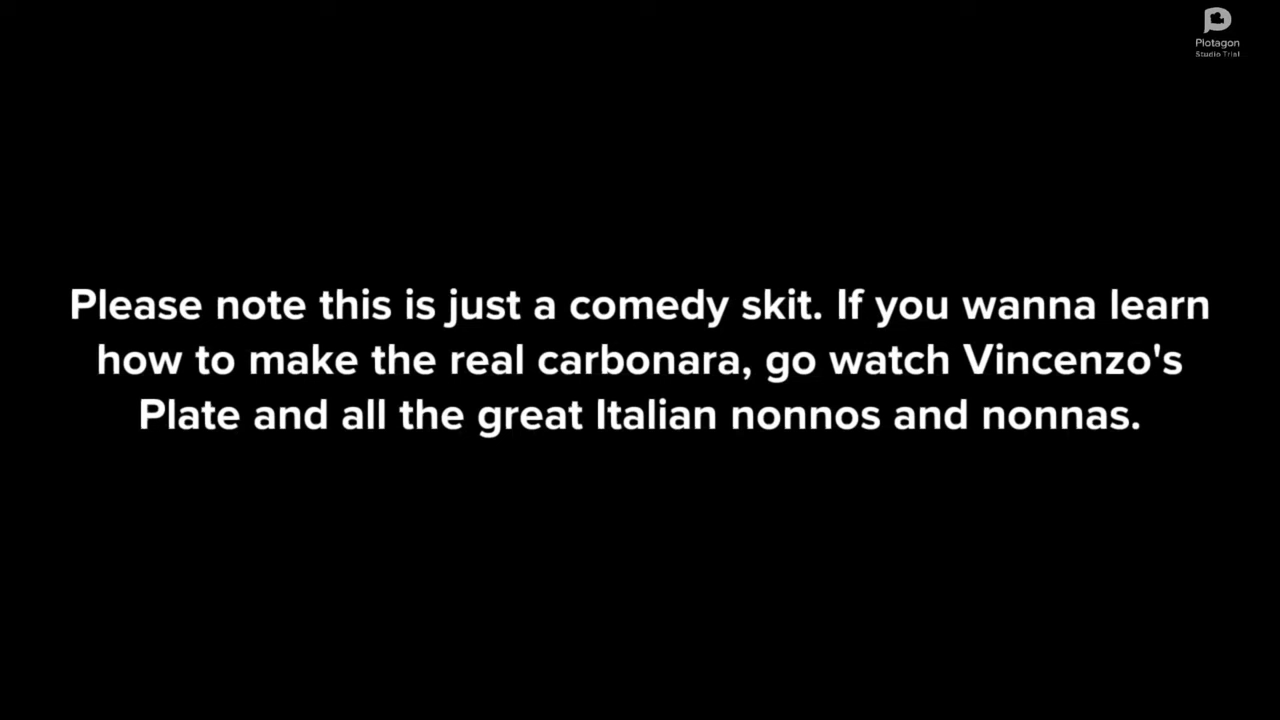 Plotagon
Studio Trial
Please note this is just a comedy skit. If you wanna learn
how to make the real carbonara, go watch Vincenzo's
Plate and all the great Italian nonnos and nonnas.